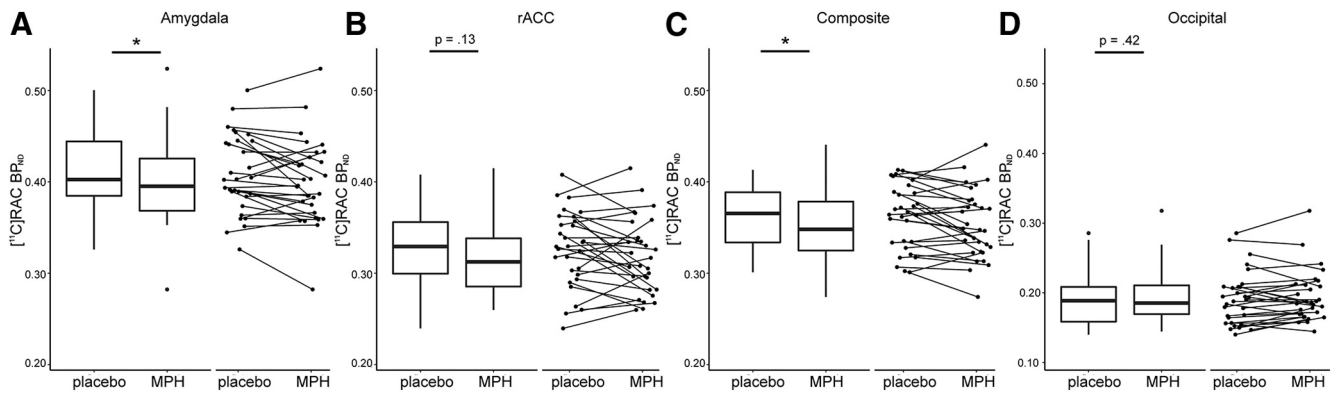 A
Amygdala
*
[¹¹C]RAC BP_ND
0.50
0.40
0.30
0.20
placebo
MPH
placebo
MPH
B
rACC
p = .13
[¹¹C]RAC BP_ND
0.50
0.40
0.30
0.20
placebo
MPH
placebo
MPH
C
Composite
*
[¹¹C]RAC BP_ND
0.50
0.40
0.30
0.20
placebo
MPH
placebo
MPH
D
Occipital
p = .42
[¹¹C]RAC BP_ND
0.50
0.40
0.30
0.20
0.10
placebo
MPH
placebo
MPH